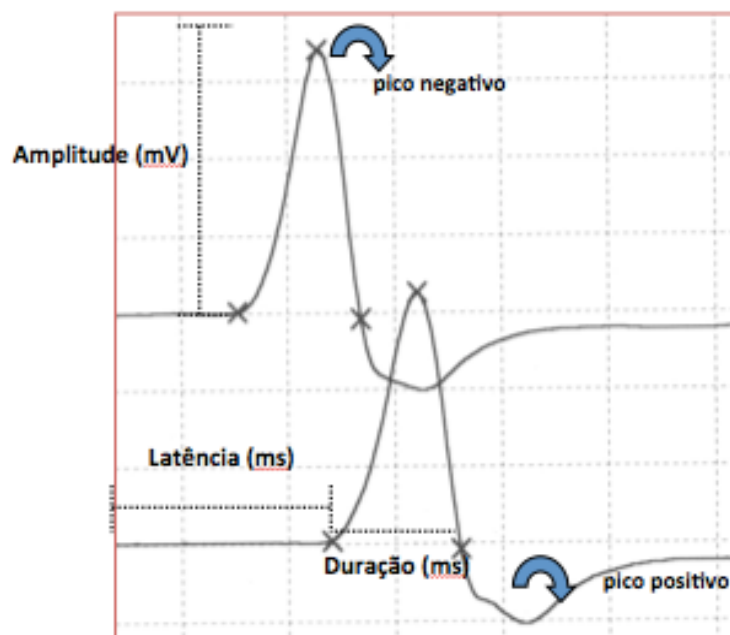 pico negativo
Amplitude (mV)
Latência (ms)
Duração (ms)
pico positivo